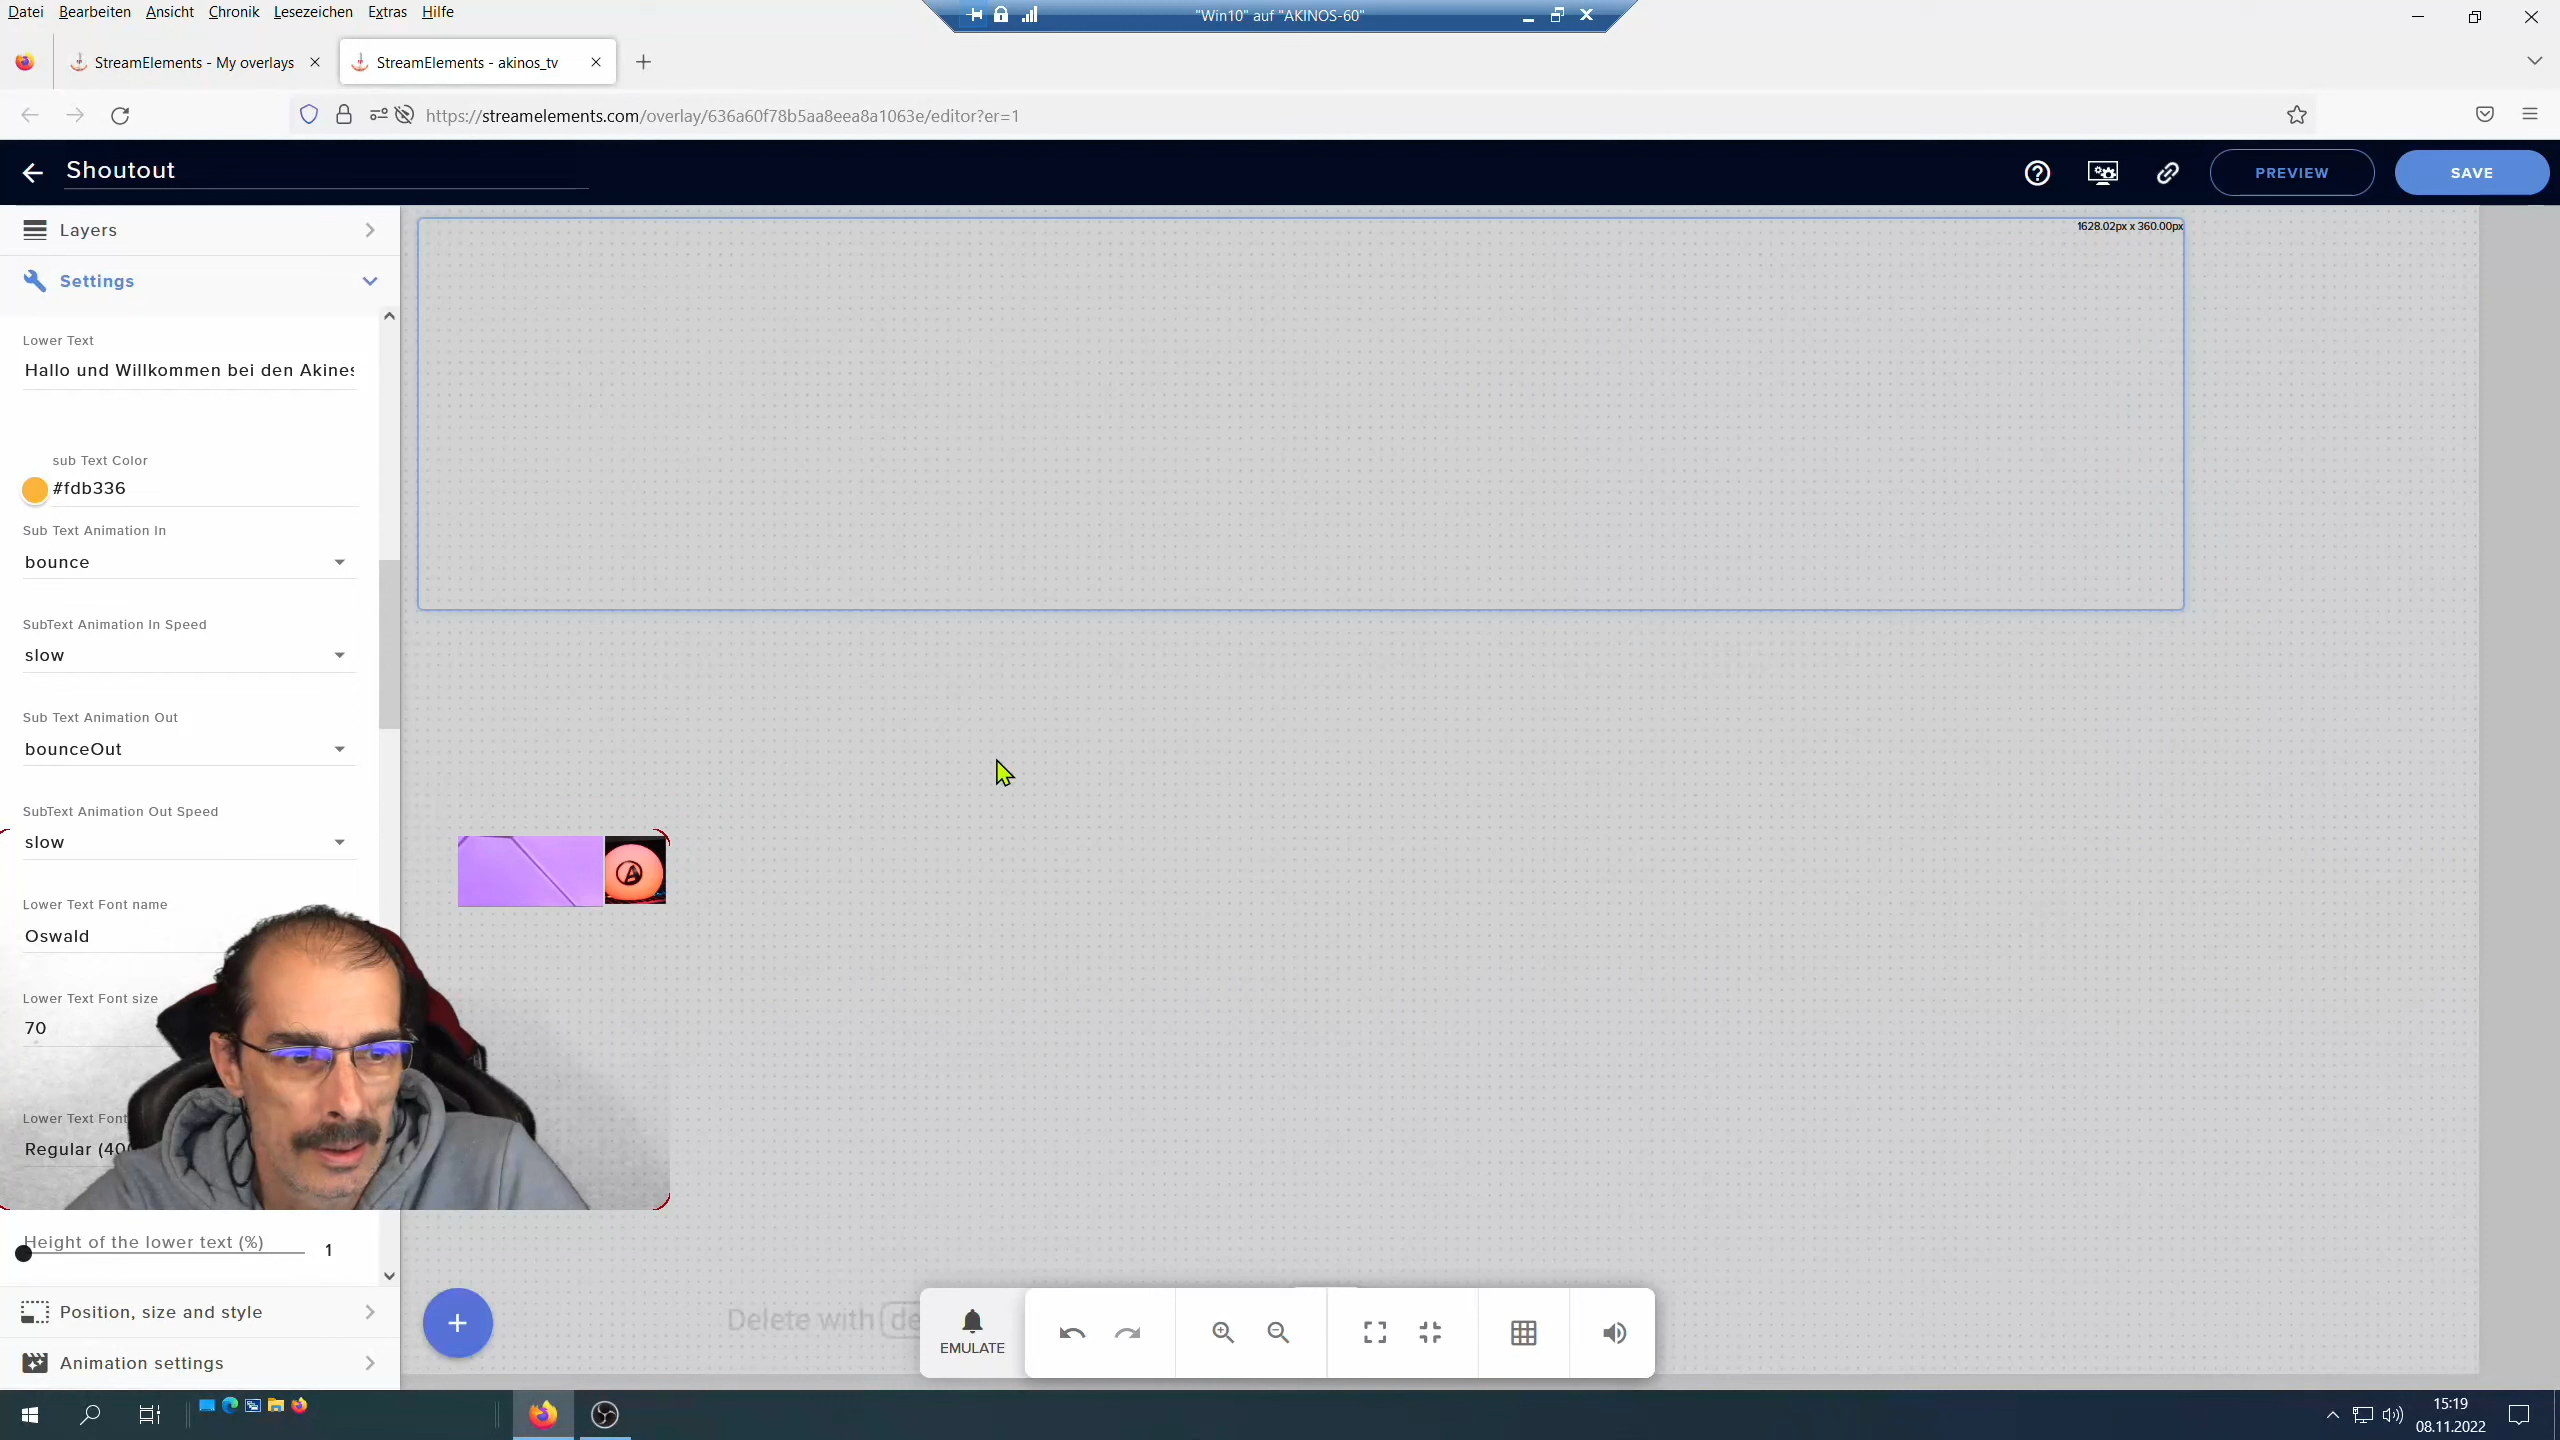 Datei Bearbeiten Ansicht Chronik Lesezeichen Extras Hilfe
"Win10" auf "AKINOS-60"
StreamElements - My overlays
StreamElements - akinos_tv
https://streamelements.com/overlay/636a60f78b5aa8eea8a1063e/editor?er=1
Shoutout
PREVIEW
SAVE
Layers
1628.02px x 360.00px
Settings
Lower Text
Hallo und Willkommen bei den Akines
sub Text Color
#fdb336
Sub Text Animation In
bounce
SubText Animation In Speed
slow
Sub Text Animation Out
bounceOut
SubText Animation Out Speed
slow
Lower Text Font name
Oswald
Lower Text Font size
70
Lower Text Font
Regular (400
Height of the lower text (%)
1
Position, size and style
Delete with de
EMULATE
Animation settings
15:19
08.11.2022